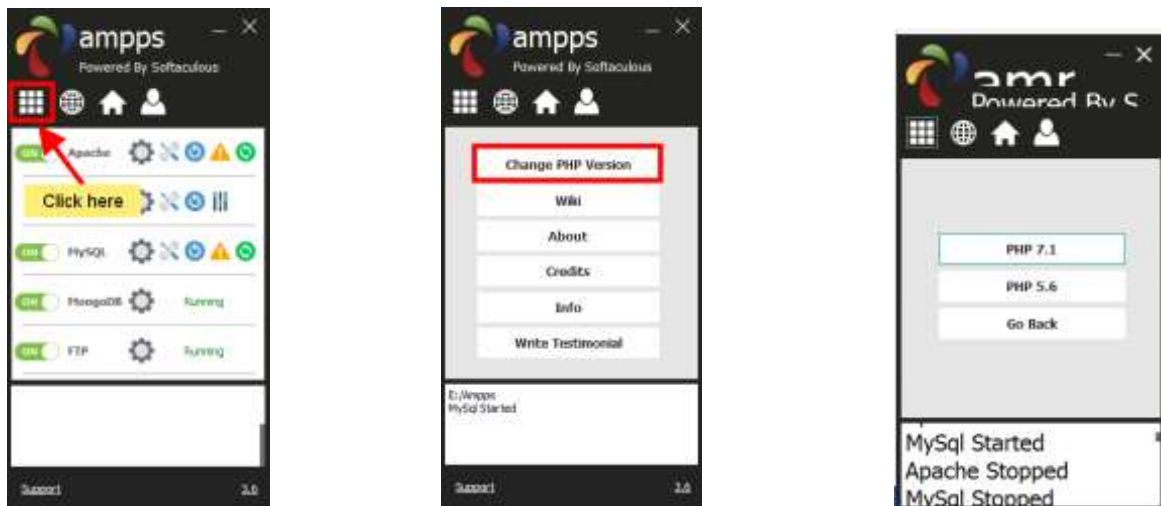 ampps
Powered By Softaculous
ON Apache
Click here
ON MySQL
ON MongoDB Running
ON FTP Running
Support 3.6
ampps
Powered By Softaculous
Change PHP Version
Wiki
About
Credits
Info
Write Testimonial
E:/Ampps
MySql Started
Support 3.6
Powered By S
PHP 7.1
PHP 5.6
Go Back
MySql Started
Apache Stopped
MySql Stopped